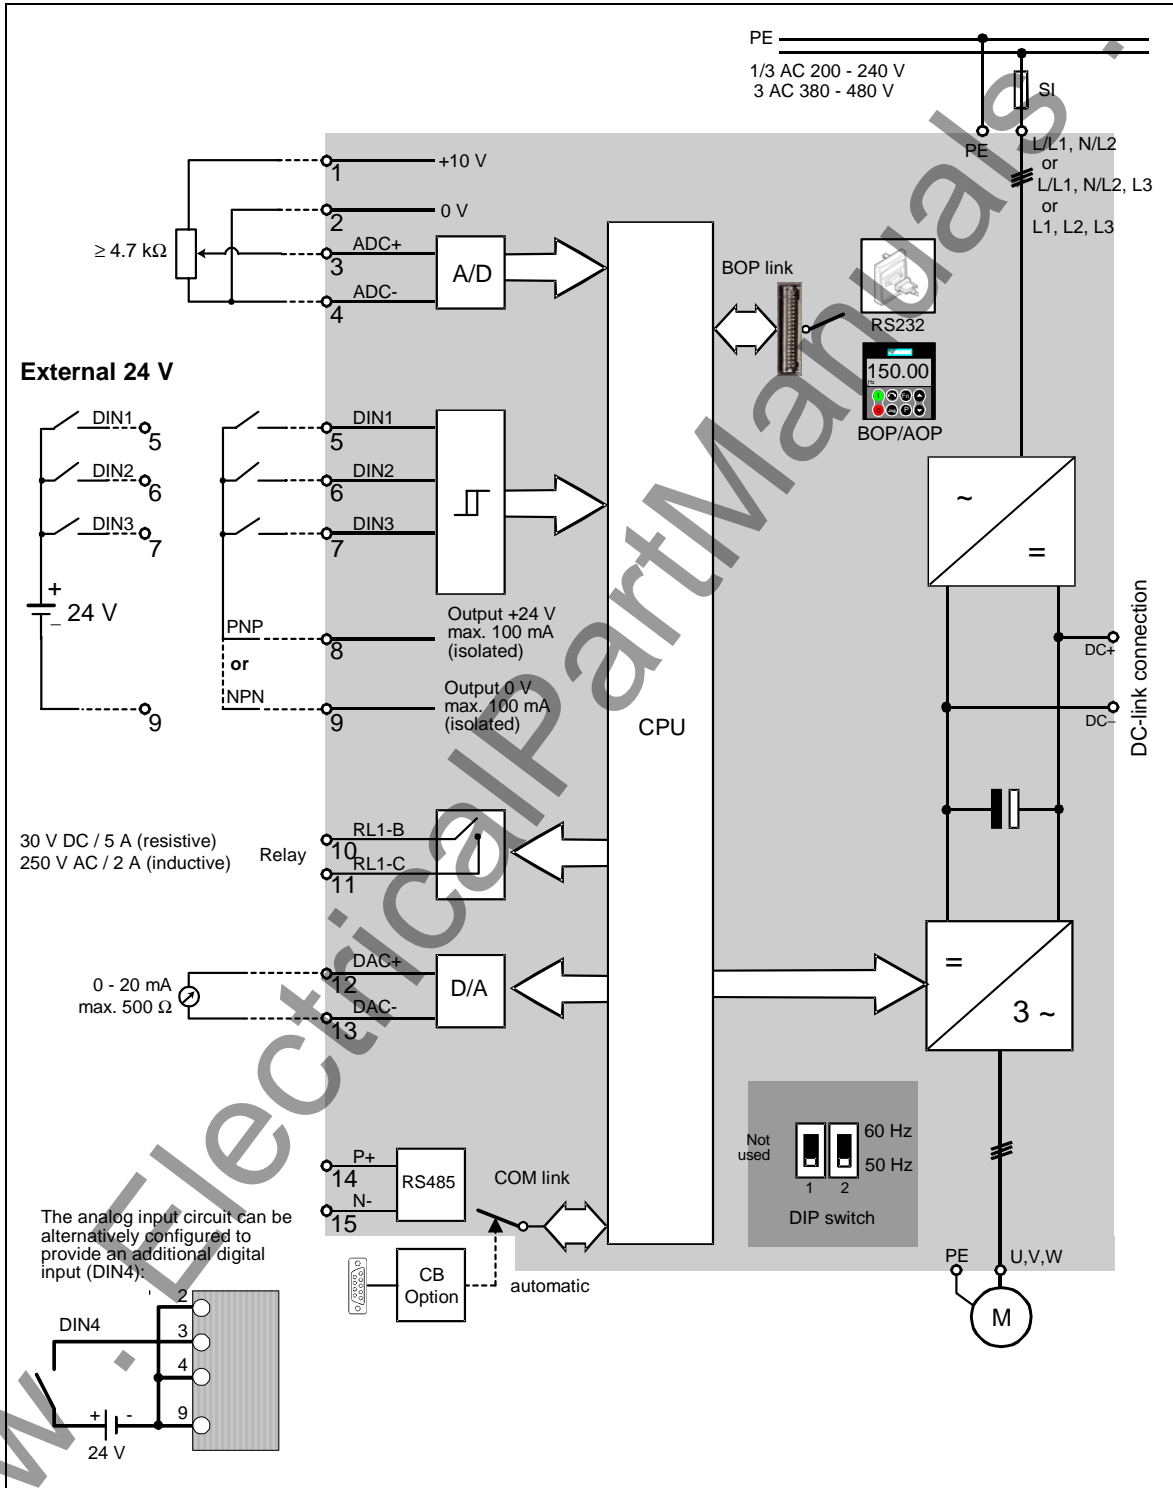 PE
1/3 AC 200 - 240 V
3 AC 380 - 480 V
SI
PE
L/L1, N/L2
or
L/L1, N/L2, L3
or
L1, L2, L3
1
+10 V
2
0 V
≥ 4.7 kΩ
3
ADC+
4
ADC-
A/D
BOP link
RS232
150.00
Hz
Fn
jog
P
BOP/AOP
External 24 V
DIN1
5
DIN2
6
DIN3
7
+
24 V
–
9
DIN1
5
DIN2
6
DIN3
7
PNP
8
or
NPN
9
Output +24 V
max. 100 mA
(isolated)
Output 0 V
max. 100 mA
(isolated)
CPU
~
=
DC+
DC–
DC-link connection
30 V DC / 5 A (resistive)
250 V AC / 2 A (inductive)
Relay
RL1-B
10
RL1-C
11
0 - 20 mA
max. 500 Ω
DAC+
12
DAC-
13
D/A
=
3 ~
P+
14
N-
15
RS485
COM link
CB
Option
automatic
Not
used
60 Hz
50 Hz
1 2
DIP switch
PE
U,V,W
M
The analog input circuit can be
alternatively configured to
provide an additional digital
input (DIN4):
2
DIN4
3
4
9
+ -
24 V
w . ElectricalPartManuals .